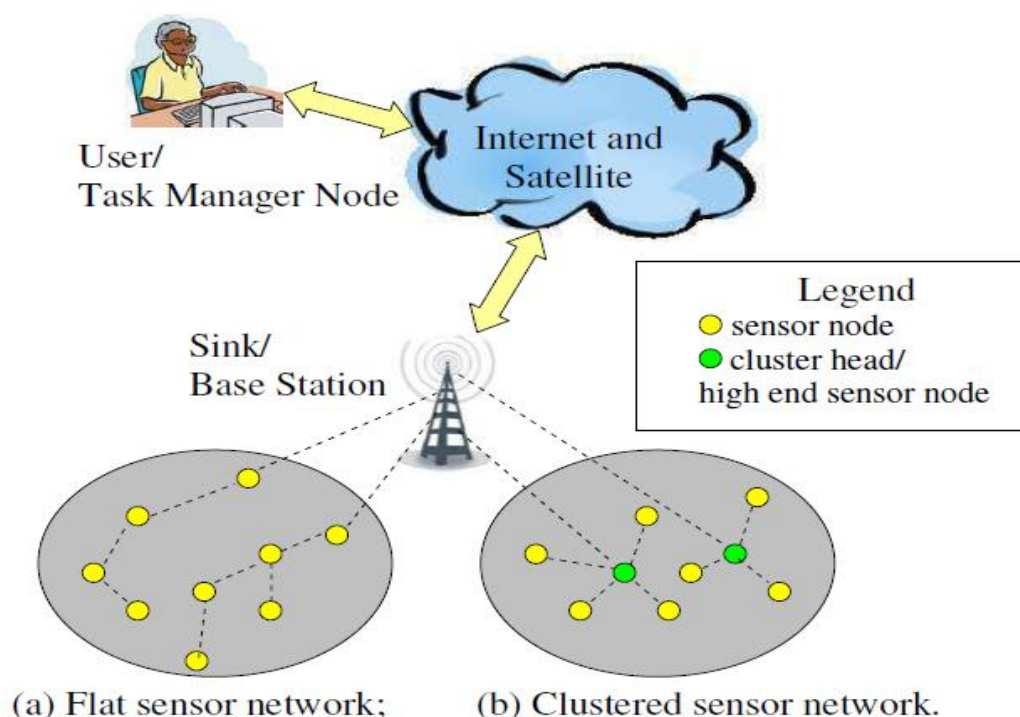 User/
Task Manager Node
Internet and
Satellite
Legend
sensor node
cluster head/
high end sensor node
Sink/
Base Station
(a) Flat sensor network;
(b) Clustered sensor network.